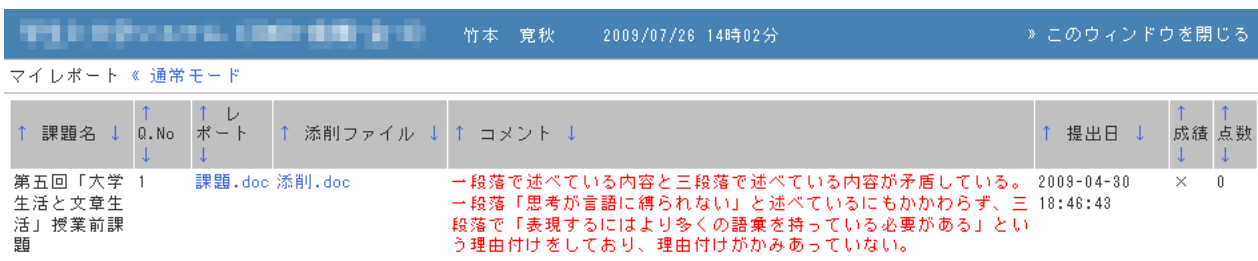 竹本 寛秋 2009/07/26 14時02分 » このウィンドウを閉じる
マイレポート « 通常モード
↑ 課題名 ↓ ↑ Q.No ↓ ↑ レポート ↓ ↑ 添削ファイル ↓ ↑ コメント ↓ ↑ 提出日 ↓ ↑ 成績 ↓ ↑ 点数 ↓
第五回「大学 1 課題.doc 添削.doc 一段落で述べている内容と三段落で述べている内容が矛盾している。 2009-04-30 × 0
生活と文章生 一段落「思考が言語に縛られない」と述べているにもかかわらず、三 18:46:43
活」授業前課 段落で「表現するにはより多くの語彙を持っている必要がある」とい
題 う理由付けをしており、理由付けがかみあっていない。